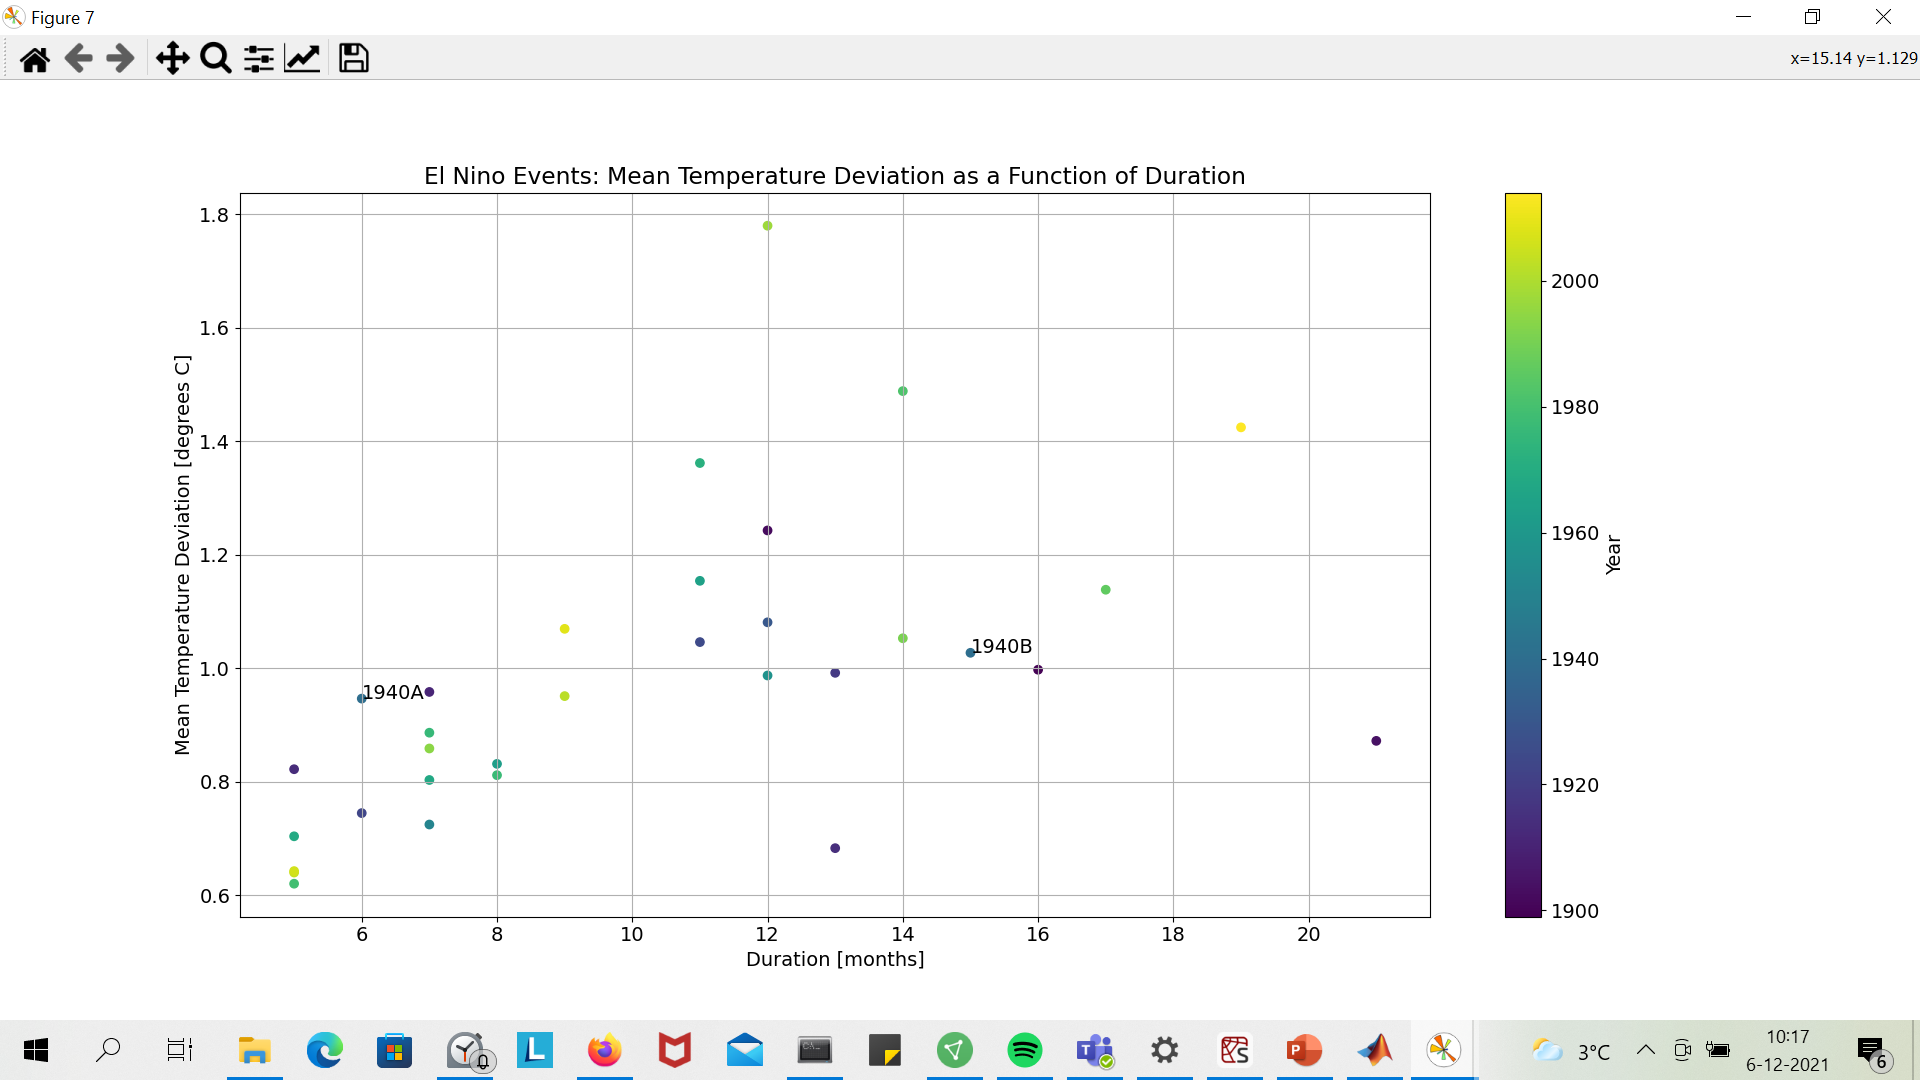 Figure 7
x=15.14 y=1.129
El Nino Events: Mean Temperature Deviation as a Function of Duration
Mean Temperature Deviation [degrees C]
1.8
1.6
1.4
1.2
1.0
0.8
0.6
1940A
1940B
6 8 10 12 14 16 18 20
Duration [months]
2000
1980
1960
1940
1920
1900
Year
L
C:\_
T
S
P
3°C
10:17
6-12-2021
6